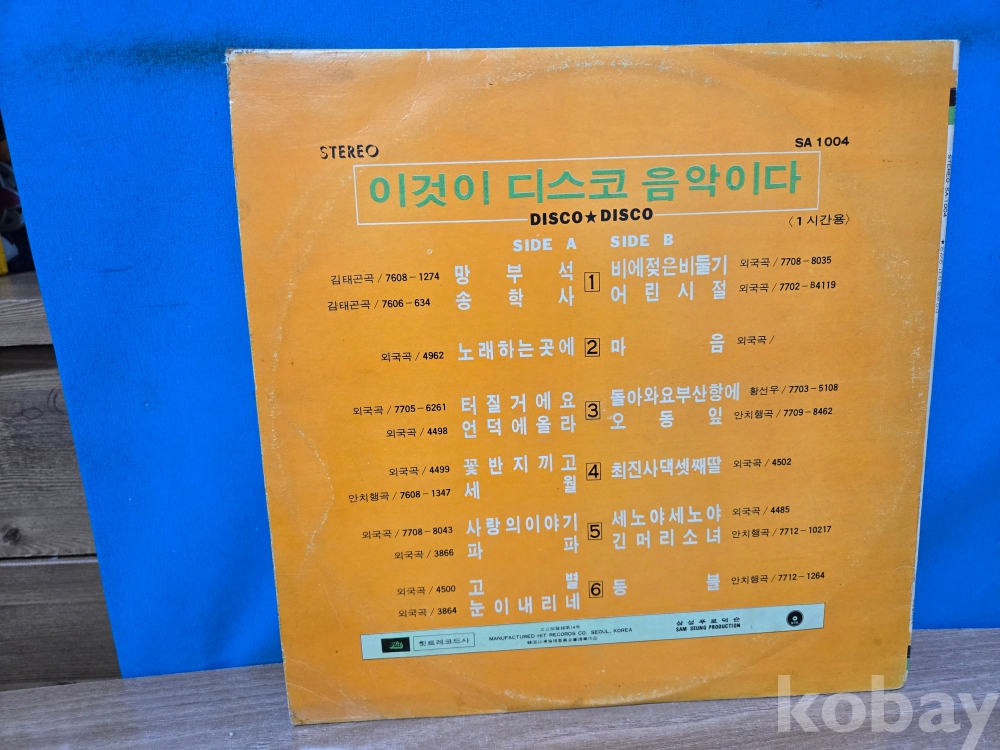 STEREO
SA 1004
이것이 디스코 음악이다
DISCO★DISCO
〈1시간용〉
SIDE A SIDE B
김태곤곡/7608-1274 망부석 1 비에젖은비둘기 외국곡/7708-8035
김태곤곡/7606-634 송학사 어린시절 외국곡/7702-84119
외국곡/4962 노래하는곳에 2 마음 외국곡/
외국곡/7705-6261 터질거에요 3 돌아와요부산항에 황선우/7703-5108
외국곡/4498 언덕에올라 오동잎 안치행곡/7709-8462
외국곡/4499 꽃반지끼고 4 최진사댁셋째딸 외국곡/4502
안치행곡/7608-1347 세월
외국곡/7708-8043 사랑의이야기 5 세노야세노야 외국곡/4485
외국곡/3866 파파 긴머리소녀 안치행곡/7712-10217
외국곡/4500 고별 6 등불 안치행곡/7712-1264
외국곡/3864 눈이내리네
힛트레코드사
MANUFACTURED HIT RECORDS CO. SEOUL, KOREA
삼성푸로덕슌
SAM SEUNG PRODUCTION
kobay